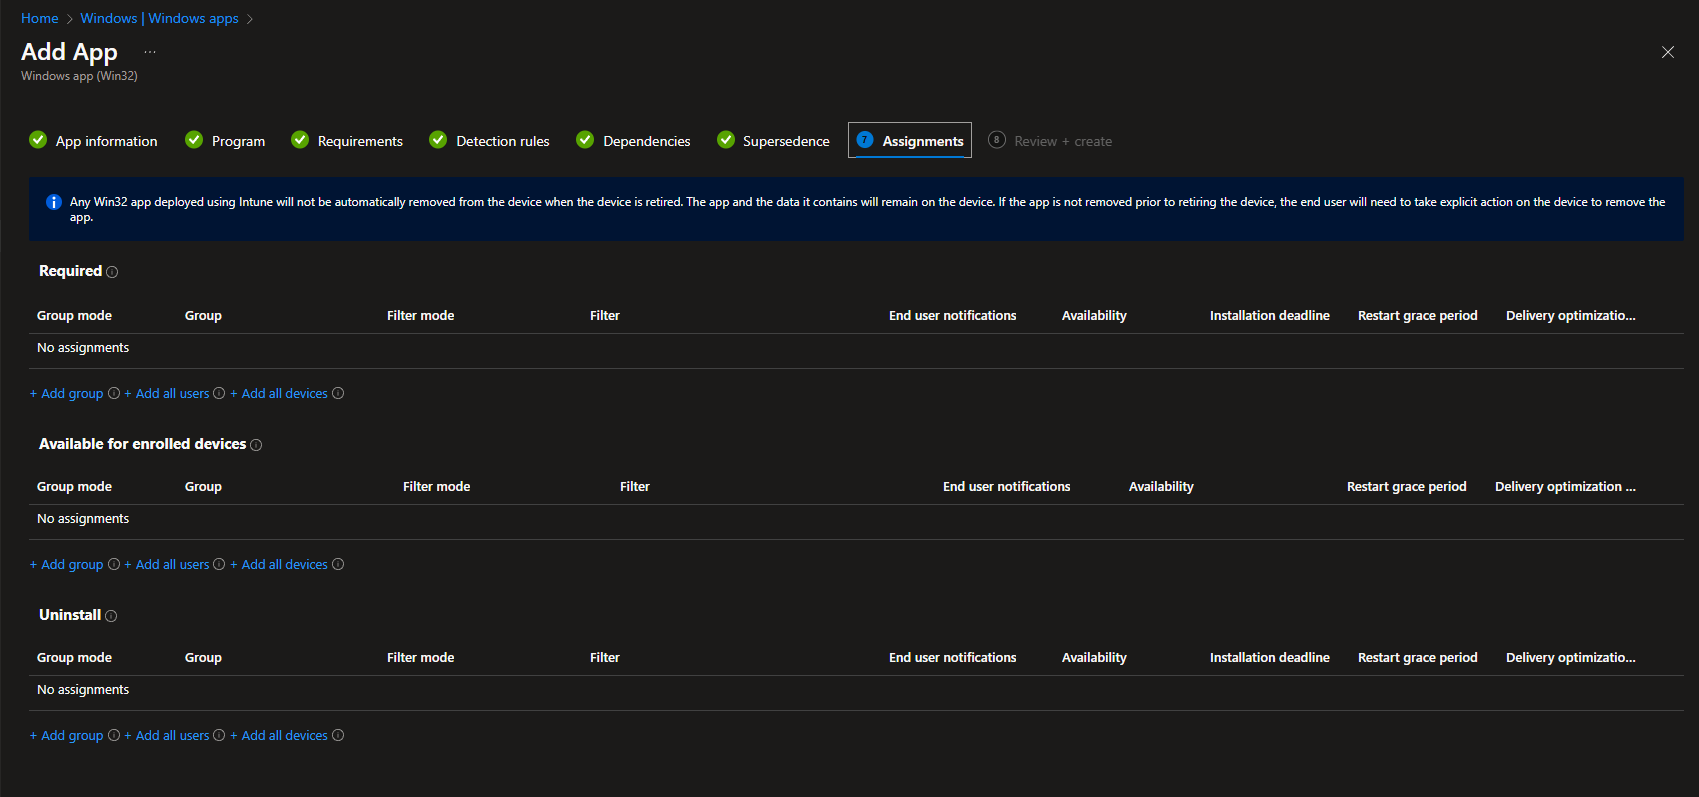 Home > Windows | Windows apps >
Add App ...
Windows app (Win32)
App information Program Requirements Detection rules Dependencies Supersedence 7 Assignments 8 Review + create
Any Win32 app deployed using Intune will not be automatically removed from the device when the device is retired. The app and the data it contains will remain on the device. If the app is not removed prior to retiring the device, the end user will need to take explicit action on the device to remove the
app.
Required
Group mode Group Filter mode Filter End user notifications Availability Installation deadline Restart grace period Delivery optimizatio...
No assignments
+ Add group + Add all users + Add all devices
Available for enrolled devices
Group mode Group Filter mode Filter End user notifications Availability Restart grace period Delivery optimization ...
No assignments
+ Add group + Add all users + Add all devices
Uninstall
Group mode Group Filter mode Filter End user notifications Availability Installation deadline Restart grace period Delivery optimizatio...
No assignments
+ Add group + Add all users + Add all devices